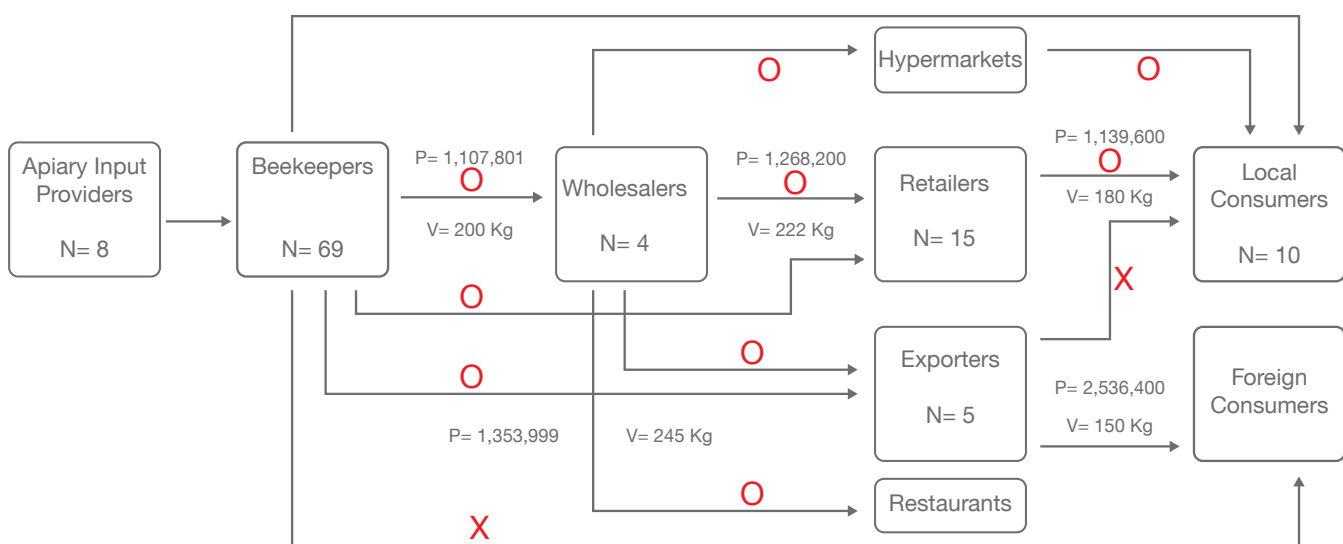 Hypermarkets
O
O
Apiary Input
Providers
N= 8
Beekeepers
N= 69
P= 1,107,801
O
V= 200 Kg
Wholesalers
N= 4
P= 1,268,200
O
V= 222 Kg
Retailers
N= 15
P= 1,139,600
O
V= 180 Kg
Local
Consumers
N= 10
O
X
O
O
Exporters
N= 5
P= 2,536,400
V= 150 Kg
Foreign
Consumers
P= 1,353,999
V= 245 Kg
O
Restaurants
X